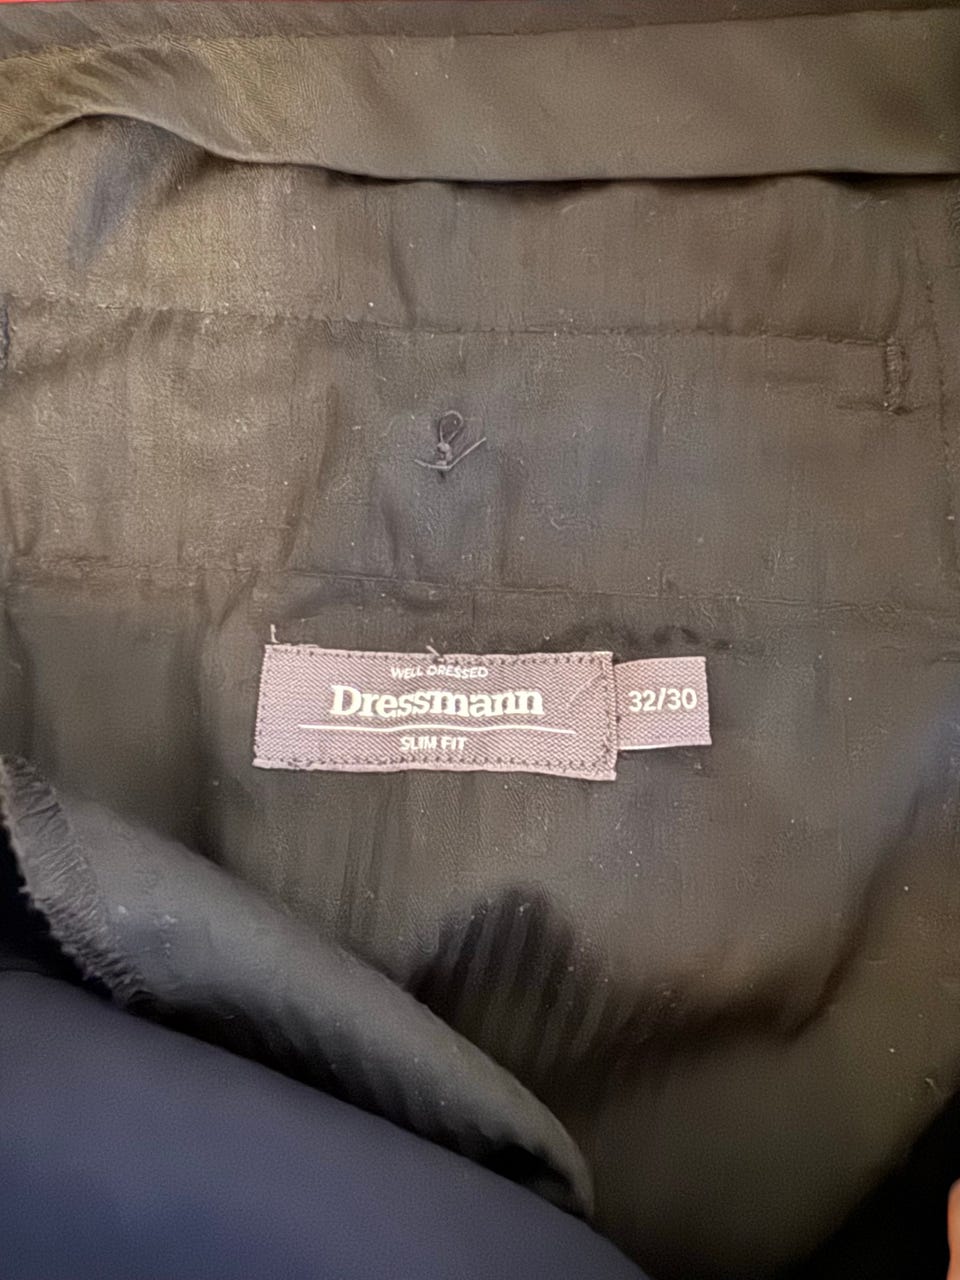 WELL DRESSED
Dressmann
SLIM FIT
32/30